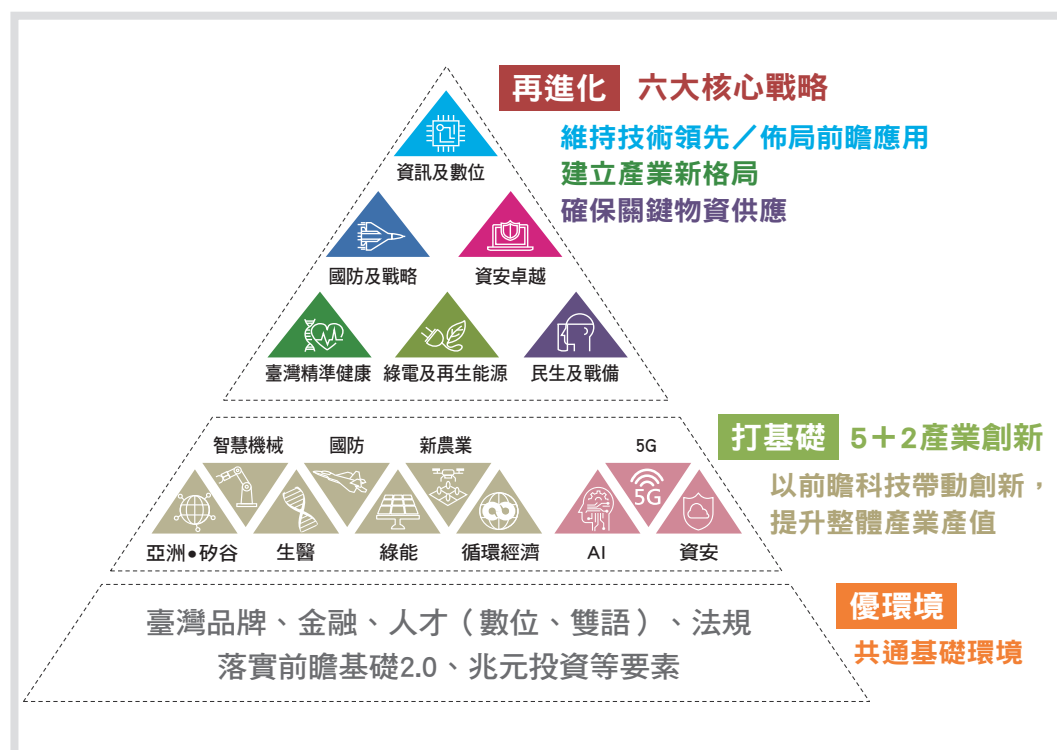 再進化 六大核心戰略
維持技術領先／佈局前瞻應用
建立產業新格局
確保關鍵物資供應
資訊及數位
國防及戰略 資安卓越
臺灣精準健康 綠電及再生能源 民生及戰備
打基礎 5＋2產業創新
以前瞻科技帶動創新，
提升整體產業產值
智慧機械 國防 新農業 5G
5G
亞洲•矽谷 生醫 綠能 循環經濟 AI 資安
優環境
共通基礎環境
臺灣品牌、金融、人才（數位、雙語）、法規
落實前瞻基礎2.0、兆元投資等要素